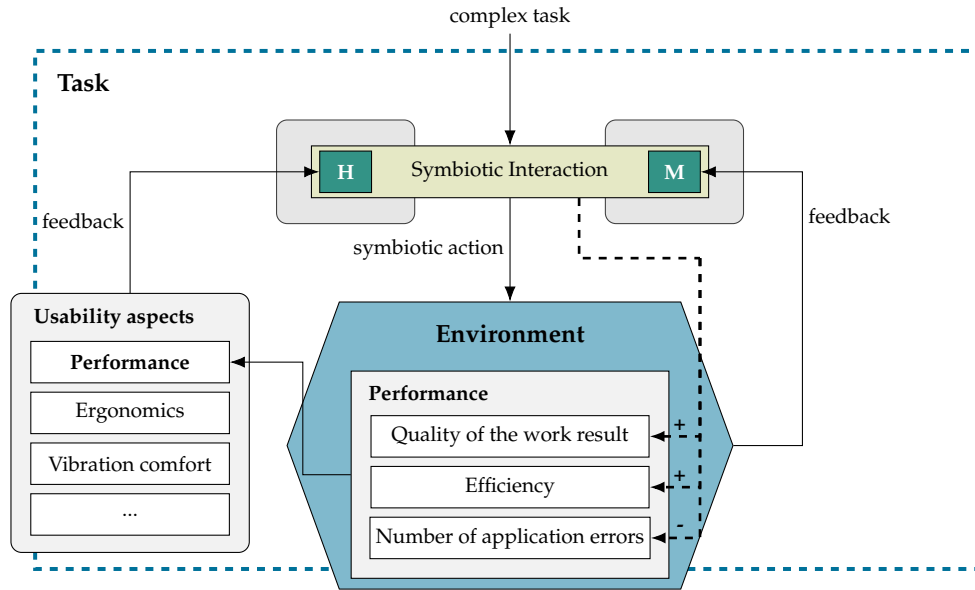 complex task
Task
H
Symbiotic Interaction
M
feedback
feedback
symbiotic action
Usability aspects
Performance
Ergonomics
Vibration comfort
...
Environment
Performance
Quality of the work result
+
Efficiency
+
Number of application errors
-